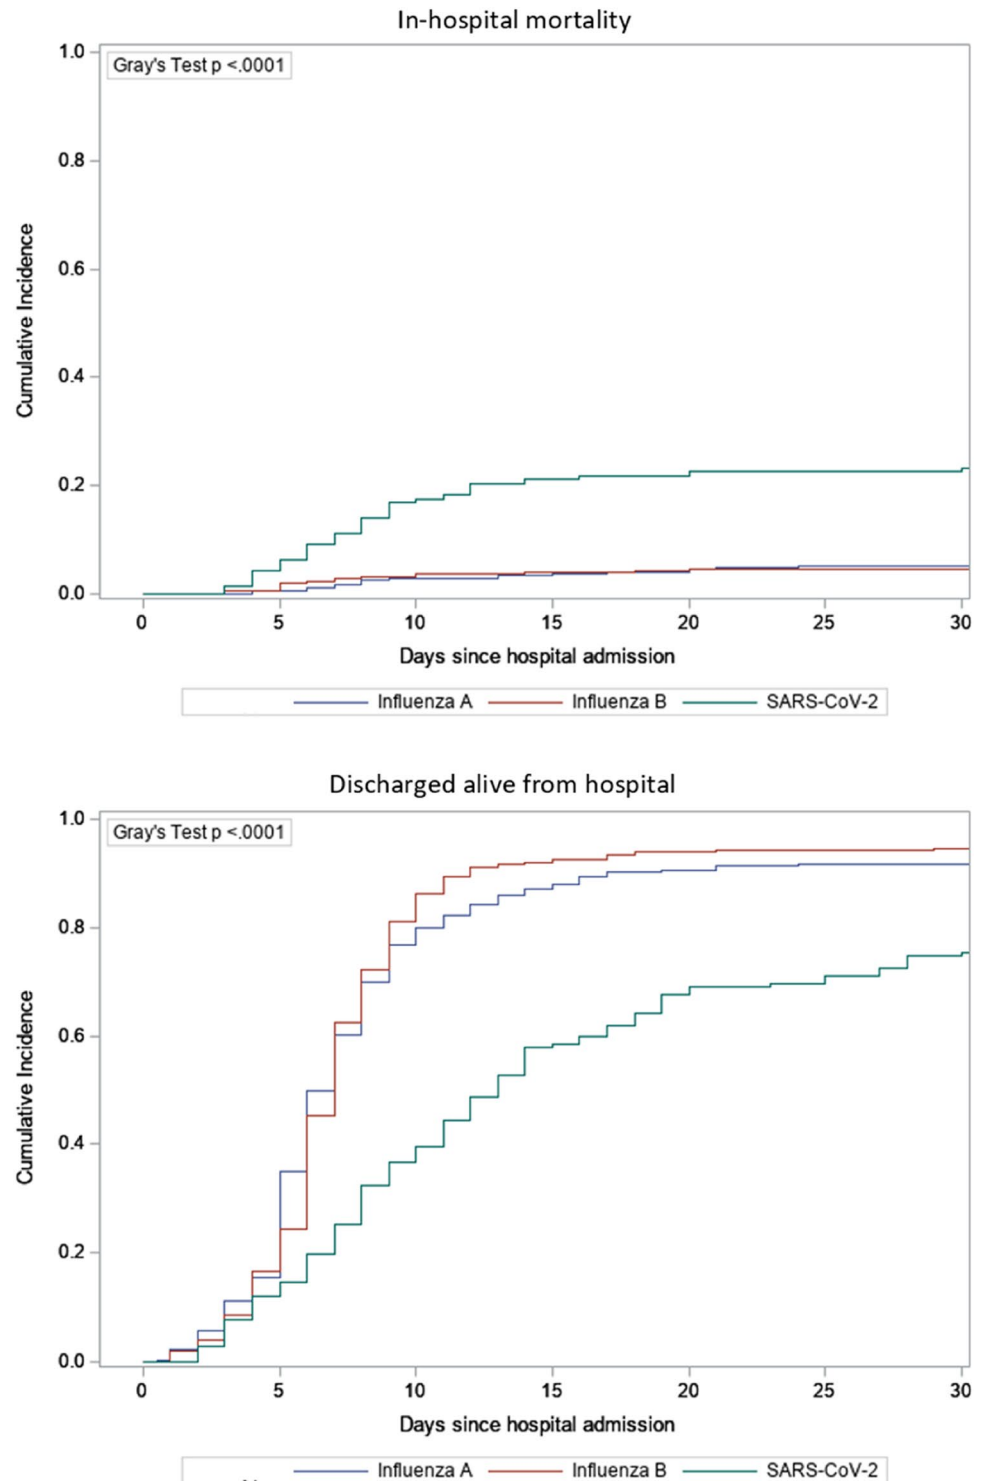 In-hospital mortality
Gray's Test p <.0001
1.0
0.8
0.6
0.4
0.2
0.0
Cumulative Incidence
0 5 10 15 20 25 30
Days since hospital admission
Influenza A Influenza B SARS-CoV-2
Discharged alive from hospital
Gray's Test p <.0001
1.0
0.8
0.6
0.4
0.2
0.0
Cumulative Incidence
0 5 10 15 20 25 30
Days since hospital admission
Influenza A Influenza B SARS-CoV-2